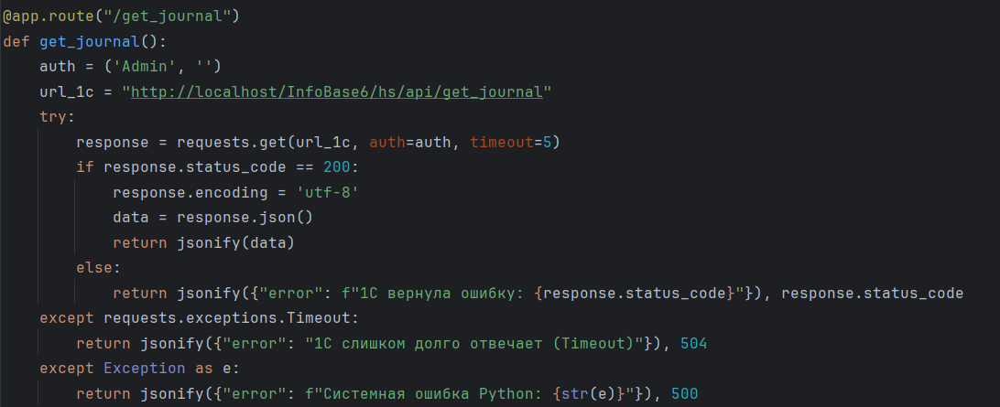 @app.route("/get_journal")
def get_journal():
    auth = ('Admin', '')
    url_1c = "http://localhost/InfoBase6/hs/api/get_journal"
    try:
        response = requests.get(url_1c, auth=auth, timeout=5)
        if response.status_code == 200:
            response.encoding = 'utf-8'
            data = response.json()
            return jsonify(data)
        else:
            return jsonify({"error": f"1С вернула ошибку: {response.status_code}"}), response.status_code
    except requests.exceptions.Timeout:
        return jsonify({"error": "1С слишком долго отвечает (Timeout)"}), 504
    except Exception as e:
        return jsonify({"error": f"Системная ошибка Python: {str(e)}"}), 500